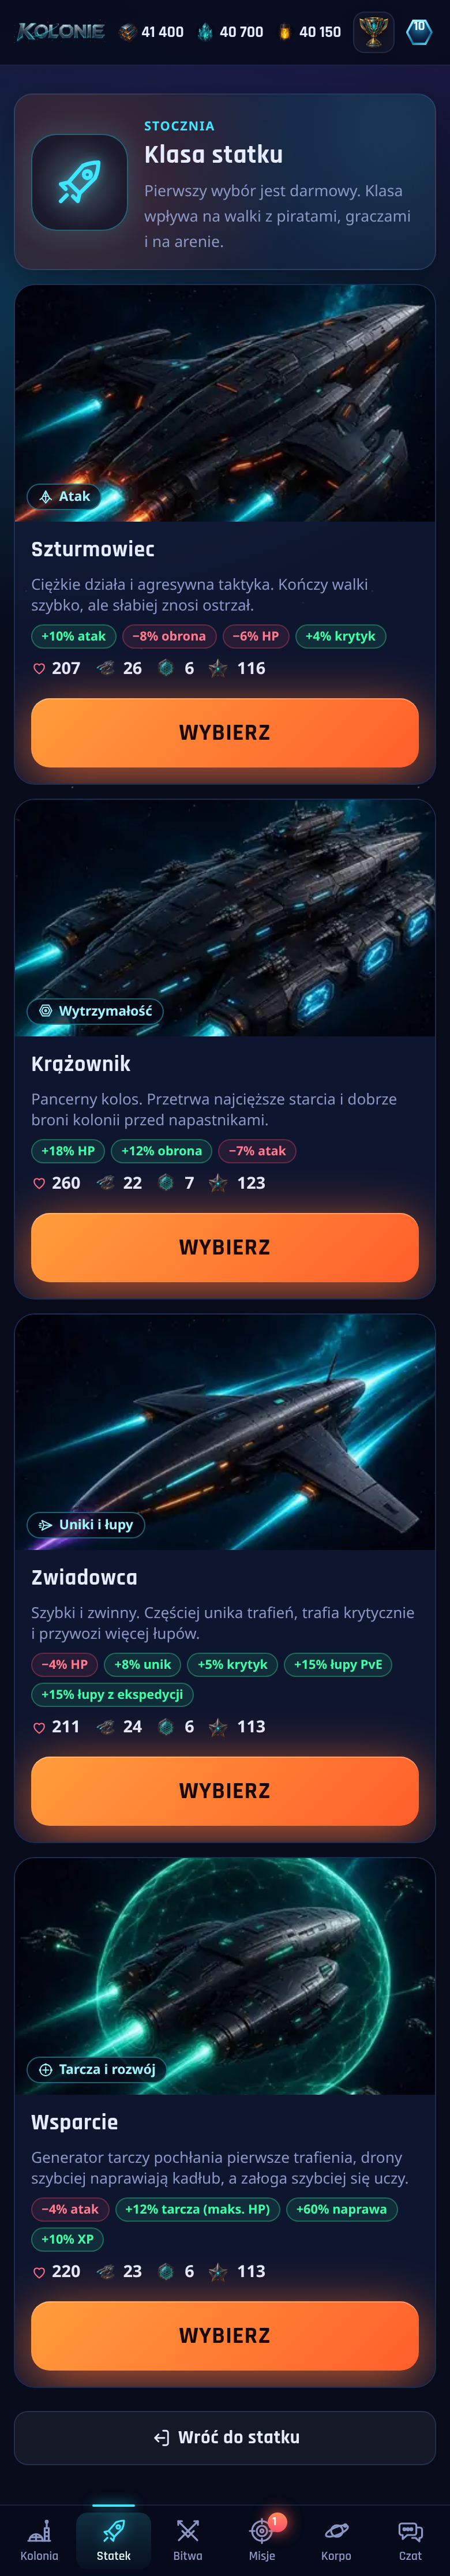 KOLONIE 41 400 40 700 40 150 10
STOCZNIA
Klasa statku
Pierwszy wybór jest darmowy. Klasa
wpływa na walki z piratami, graczami
i na arenie.
Atak
Szturmowiec
Ciężkie działa i agresywna taktyka. Kończy walki
szybko, ale słabiej znosi ostrzał.
+10% atak −8% obrona −6% HP +4% krytyk
207 26 6 116
WYBIERZ
Wytrzymałość
Krążownik
Pancerny kolos. Przetrwa najcięższe starcia i dobrze
broni kolonii przed napastnikami.
+18% HP +12% obrona −7% atak
260 22 7 123
WYBIERZ
Uniki i łupy
Zwiadowca
Szybki i zwinny. Częściej unika trafień, trafia krytycznie
i przywozi więcej łupów.
−4% HP +8% unik +5% krytyk +15% łupy PvE
+15% łupy z ekspedycji
211 24 6 113
WYBIERZ
Tarcza i rozwój
Wsparcie
Generator tarczy pochłania pierwsze trafienia, drony
szybciej naprawiają kadłub, a załoga szybciej się uczy.
−4% atak +12% tarcza (maks. HP) +60% naprawa
+10% XP
220 23 6 113
WYBIERZ
Wróć do statku
1
Kolonia Statek Bitwa Misje Korpo Czat